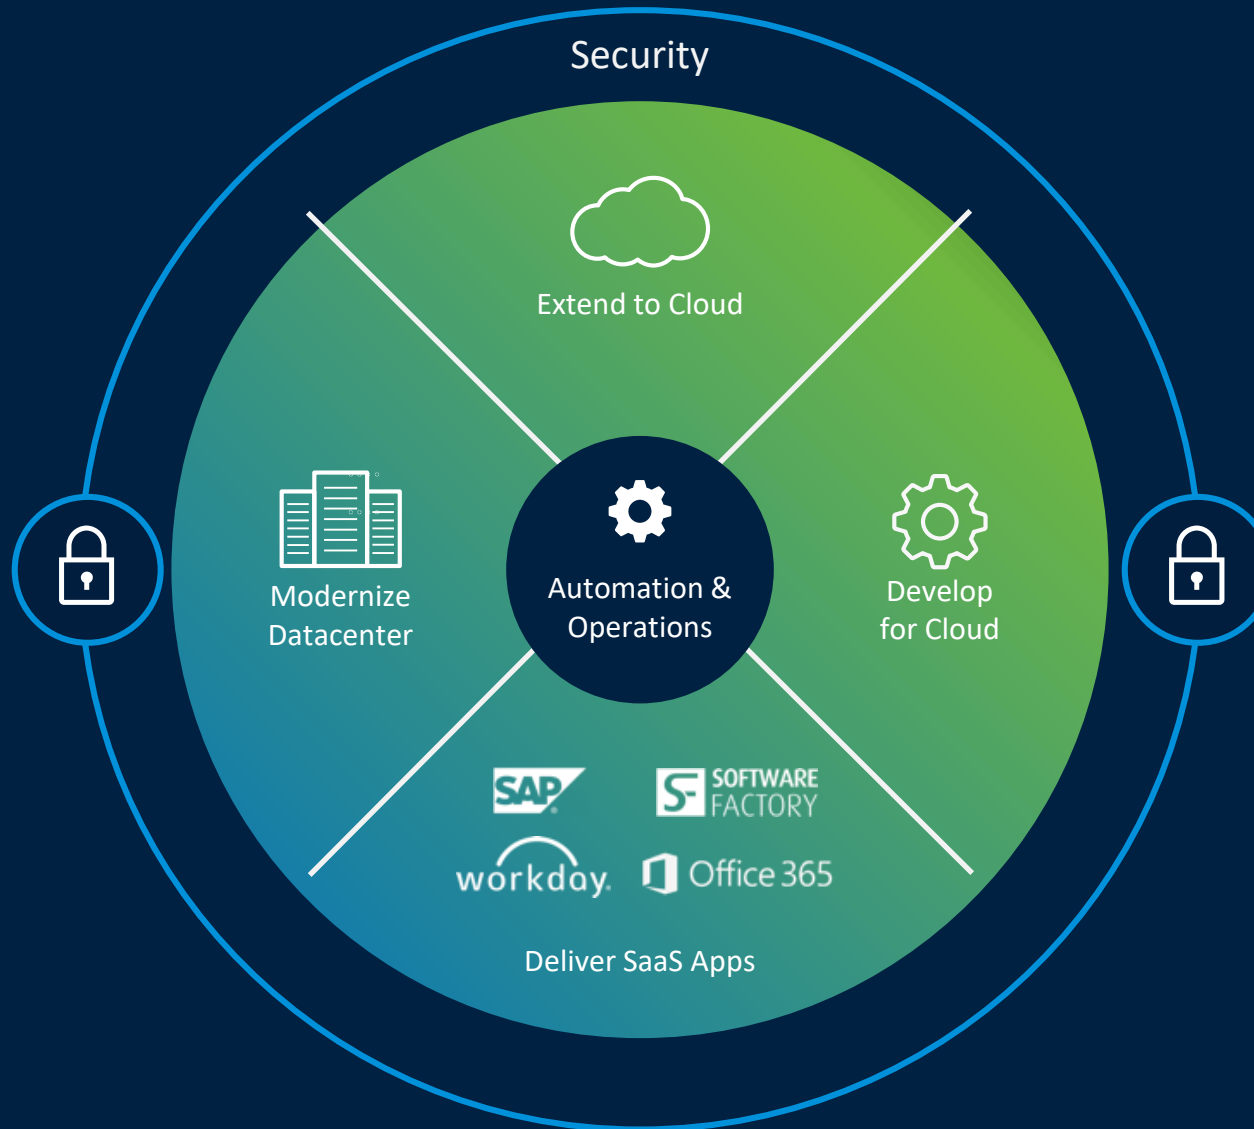 Security
Extend to Cloud
Modernize
Datacenter
Automation &
Operations
Develop
for Cloud
SAP
SF SOFTWARE
FACTORY
workday.
Office 365
Deliver SaaS Apps